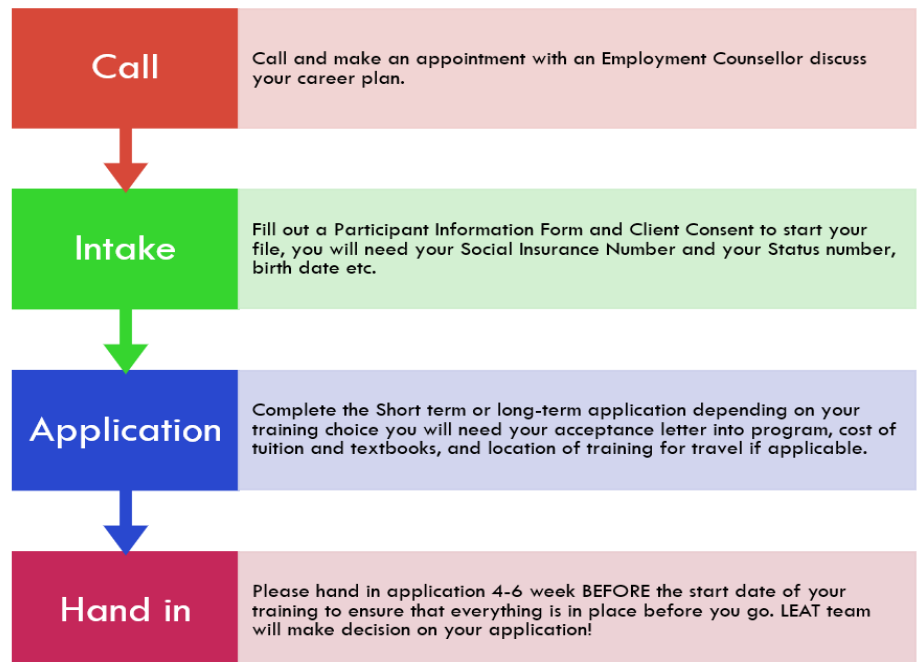 Call
Call and make an appointment with an Employment Counsellor discuss
your career plan.
Intake
Fill out a Participant Information Form and Client Consent to start your
file, you will need your Social Insurance Number and your Status number,
birth date etc.
Application
Complete the Short term or long-term application depending on your
training choice you will need your acceptance letter into program, cost of
tuition and textbooks, and location of training for travel if applicable.
Hand in
Please hand in application 4-6 week BEFORE the start date of your
training to ensure that everything is in place before you go. LEAT team
will make decision on your application!